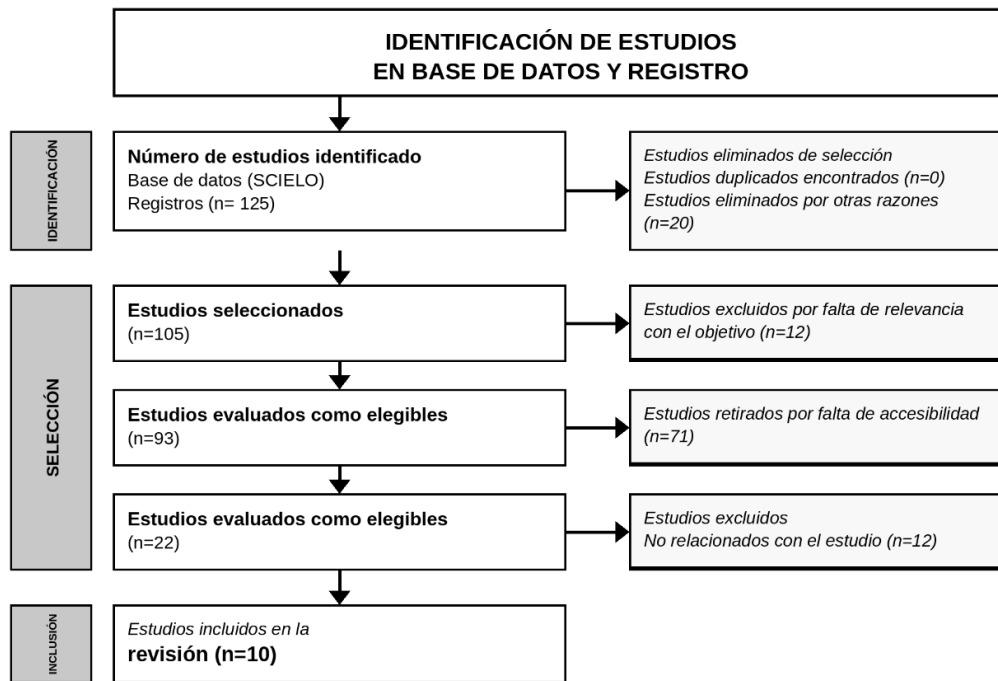 IDENTIFICACIÓN DE ESTUDIOS
EN BASE DE DATOS Y REGISTRO
IDENTIFICACIÓN
Número de estudios identificado
Base de datos (SCIELO)
Registros (n= 125)
Estudios eliminados de selección
Estudios duplicados encontrados (n=0)
Estudios eliminados por otras razones
(n=20)
SELECCIÓN
Estudios seleccionados
(n=105)
Estudios excluidos por falta de relevancia
con el objetivo (n=12)
Estudios evaluados como elegibles
(n=93)
Estudios retirados por falta de accesibilidad
(n=71)
Estudios evaluados como elegibles
(n=22)
Estudios excluidos
No relacionados con el estudio (n=12)
INCLUSIÓN
Estudios incluidos en la
revisión (n=10)